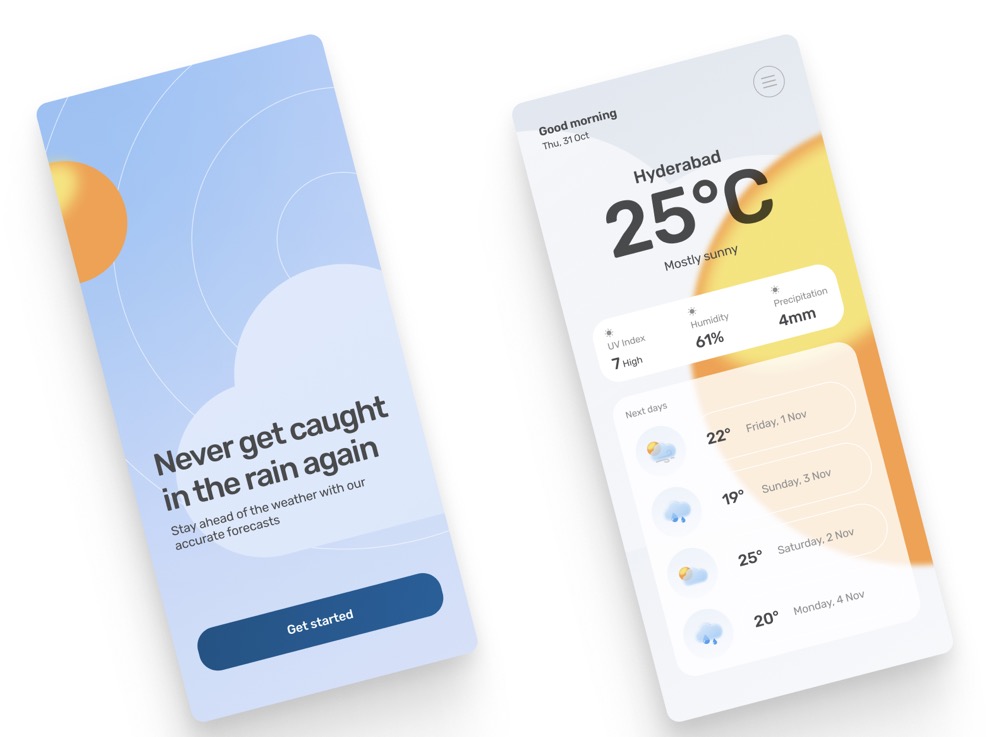 Never get caught
in the rain again
Stay ahead of the weather with our
accurate forecasts
Get started
Good morning
Thu, 31 Oct
Hyderabad
25°C
Mostly sunny
UV Index
7 High
Humidity
61%
Precipitation
4mm
Next days
22° Friday, 1 Nov
19° Sunday, 3 Nov
25° Saturday, 2 Nov
20° Monday, 4 Nov